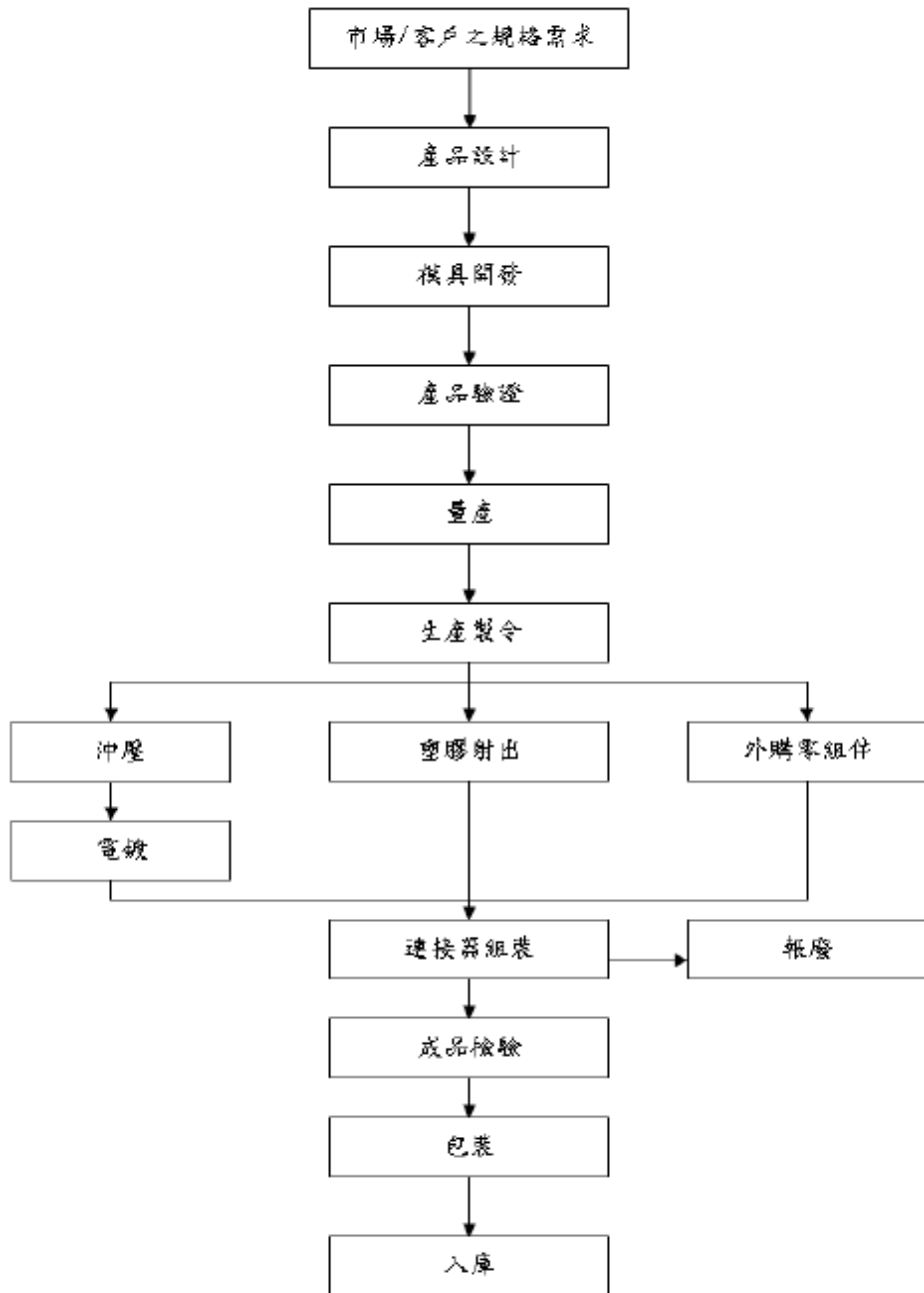 市場/客戶之規格需求
產品設計
模具開發
產品驗證
量產
生產製令
沖壓
塑膠射出
外購零組件
電鍍
連接器組裝
報廢
成品檢驗
包裝
入庫